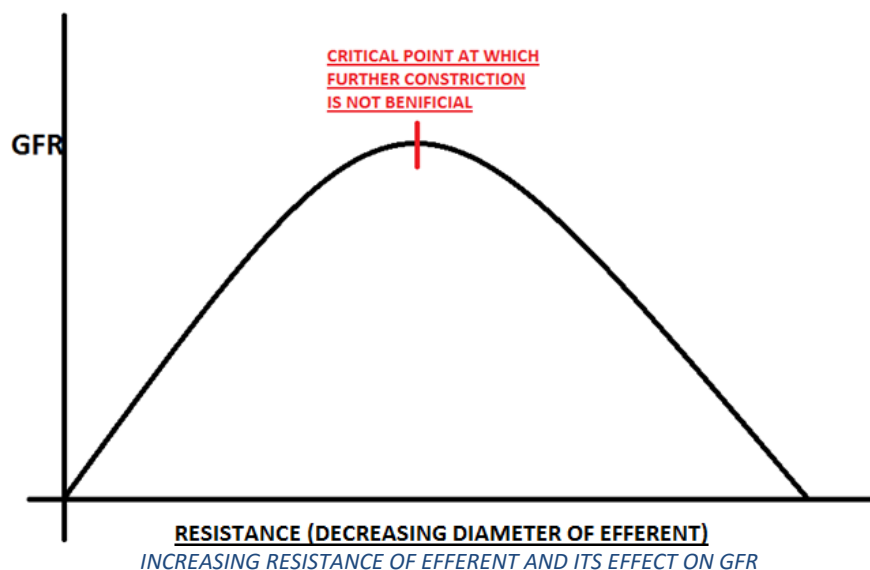 CRITICAL POINT AT WHICH
FURTHER CONSTRICTION
IS NOT BENIFICIAL
GFR
RESISTANCE (DECREASING DIAMETER OF EFFERENT)
INCREASING RESISTANCE OF EFFERENT AND ITS EFFECT ON GFR